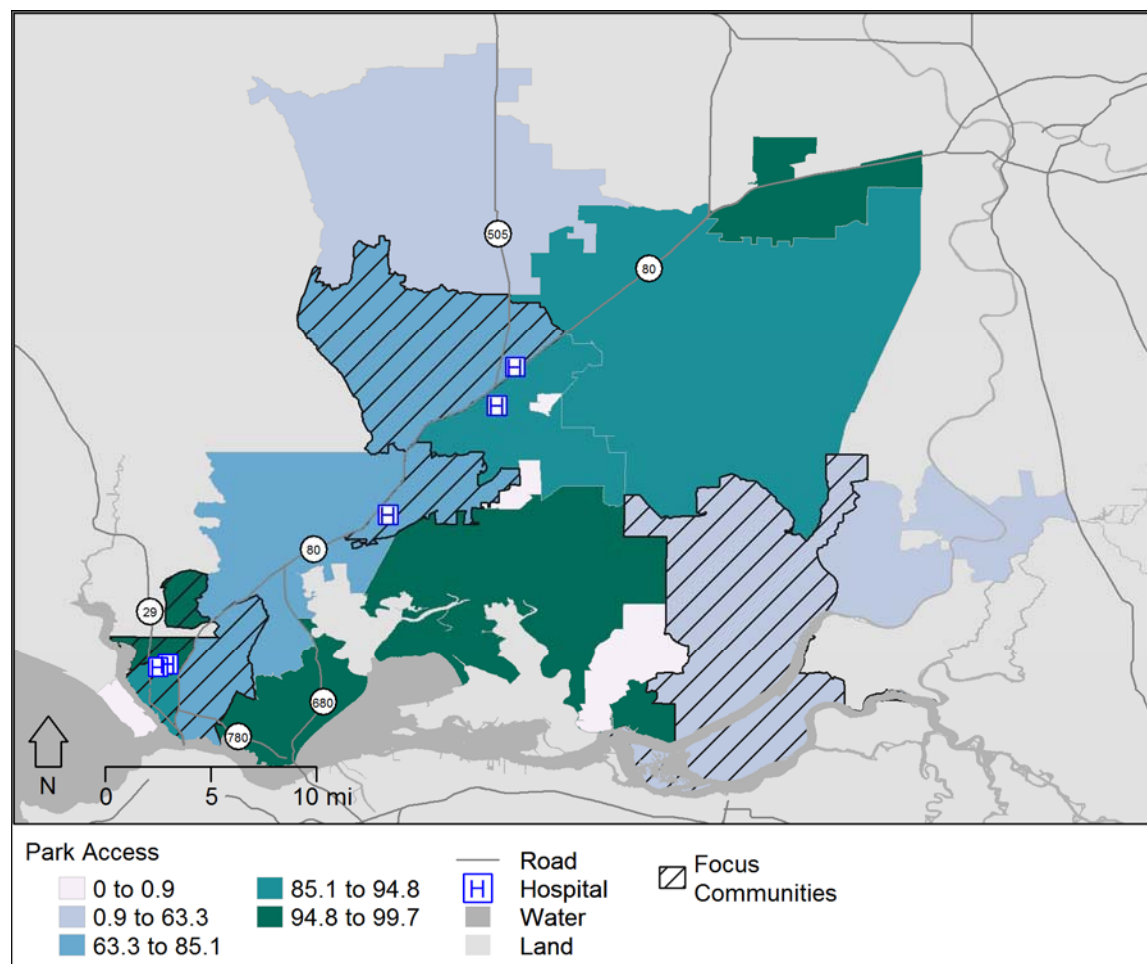 505
80
80
29
680
780
N
0 5 10 mi
Park Access
0 to 0.9
0.9 to 63.3
63.3 to 85.1
85.1 to 94.8
94.8 to 99.7
Road
H Hospital
Water
Land
Focus
Communities
H
H
H
H
H